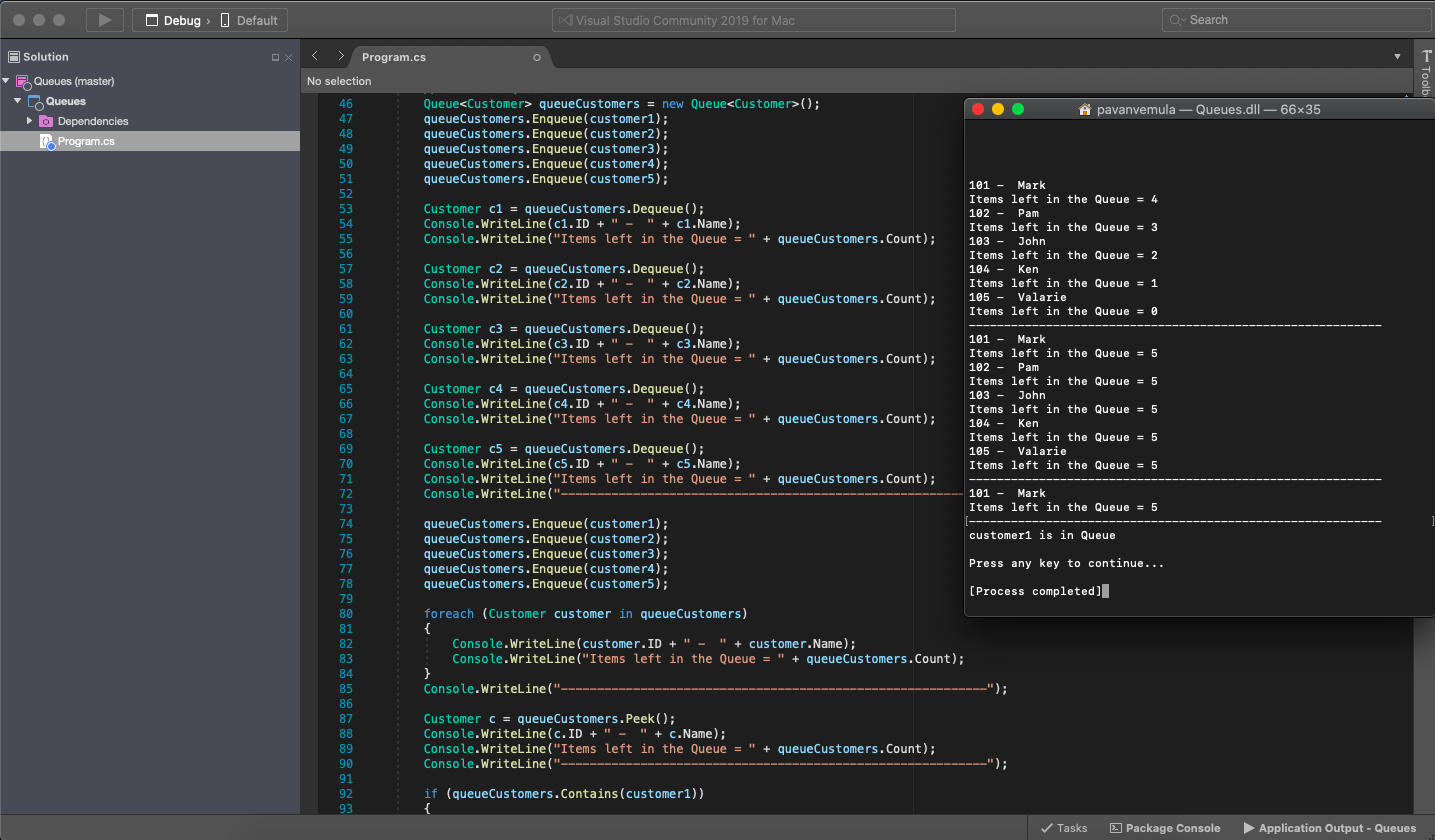 Debug › Default
Visual Studio Community 2019 for Mac
Search
Solution
Queues (master)
Queues
Dependencies
Program.cs
Program.cs
No selection
46 Queue<Customer> queueCustomers = new Queue<Customer>();
47 queueCustomers.Enqueue(customer1);
48 queueCustomers.Enqueue(customer2);
49 queueCustomers.Enqueue(customer3);
50 queueCustomers.Enqueue(customer4);
51 queueCustomers.Enqueue(customer5);
52
53 Customer c1 = queueCustomers.Dequeue();
54 Console.WriteLine(c1.ID + " -  " + c1.Name);
55 Console.WriteLine("Items left in the Queue = " + queueCustomers.Count);
56
57 Customer c2 = queueCustomers.Dequeue();
58 Console.WriteLine(c2.ID + " -  " + c2.Name);
59 Console.WriteLine("Items left in the Queue = " + queueCustomers.Count);
60
61 Customer c3 = queueCustomers.Dequeue();
62 Console.WriteLine(c3.ID + " -  " + c3.Name);
63 Console.WriteLine("Items left in the Queue = " + queueCustomers.Count);
64
65 Customer c4 = queueCustomers.Dequeue();
66 Console.WriteLine(c4.ID + " -  " + c4.Name);
67 Console.WriteLine("Items left in the Queue = " + queueCustomers.Count);
68
69 Customer c5 = queueCustomers.Dequeue();
70 Console.WriteLine(c5.ID + " -  " + c5.Name);
71 Console.WriteLine("Items left in the Queue = " + queueCustomers.Count);
72 Console.WriteLine("--------------------------------------------------------
73
74 queueCustomers.Enqueue(customer1);
75 queueCustomers.Enqueue(customer2);
76 queueCustomers.Enqueue(customer3);
77 queueCustomers.Enqueue(customer4);
78 queueCustomers.Enqueue(customer5);
79
80 foreach (Customer customer in queueCustomers)
81 {
82 Console.WriteLine(customer.ID + " -  " + customer.Name);
83 Console.WriteLine("Items left in the Queue = " + queueCustomers.Count);
84 }
85 Console.WriteLine("-----------------------------------------------------------");
86
87 Customer c = queueCustomers.Peek();
88 Console.WriteLine(c.ID + " -  " + c.Name);
89 Console.WriteLine("Items left in the Queue = " + queueCustomers.Count);
90 Console.WriteLine("-----------------------------------------------------------");
91
92 if (queueCustomers.Contains(customer1))
93 {
pavanvemula — Queues.dll — 66×35
101 -  Mark
Items left in the Queue = 4
102 -  Pam
Items left in the Queue = 3
103 -  John
Items left in the Queue = 2
104 -  Ken
Items left in the Queue = 1
105 -  Valarie
Items left in the Queue = 0
-----------------------------------------------------------
101 -  Mark
Items left in the Queue = 5
102 -  Pam
Items left in the Queue = 5
103 -  John
Items left in the Queue = 5
104 -  Ken
Items left in the Queue = 5
105 -  Valarie
Items left in the Queue = 5
-----------------------------------------------------------
101 -  Mark
Items left in the Queue = 5
[-----------------------------------------------------------]
customer1 is in Queue
Press any key to continue...
[Process completed]
Tasks
Package Console
Application Output - Queues